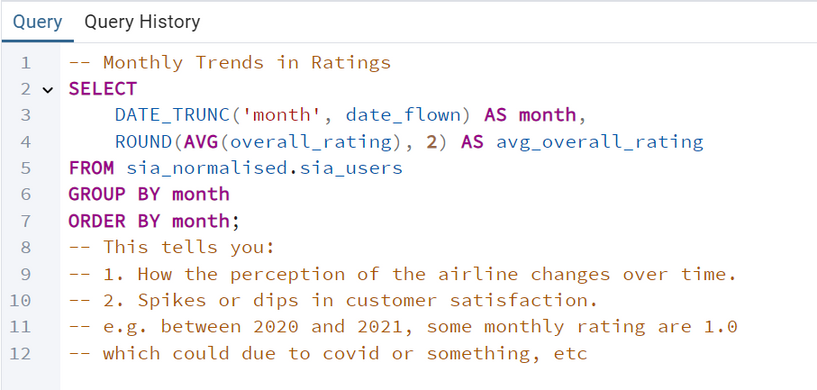 Query Query History
1 -- Monthly Trends in Ratings
2 SELECT
3 DATE_TRUNC('month', date_flown) AS month,
4 ROUND(AVG(overall_rating), 2) AS avg_overall_rating
5 FROM sia_normalised.sia_users
6 GROUP BY month
7 ORDER BY month;
8 -- This tells you:
9 -- 1. How the perception of the airline changes over time.
10 -- 2. Spikes or dips in customer satisfaction.
11 -- e.g. between 2020 and 2021, some monthly rating are 1.0
12 -- which could due to covid or something, etc